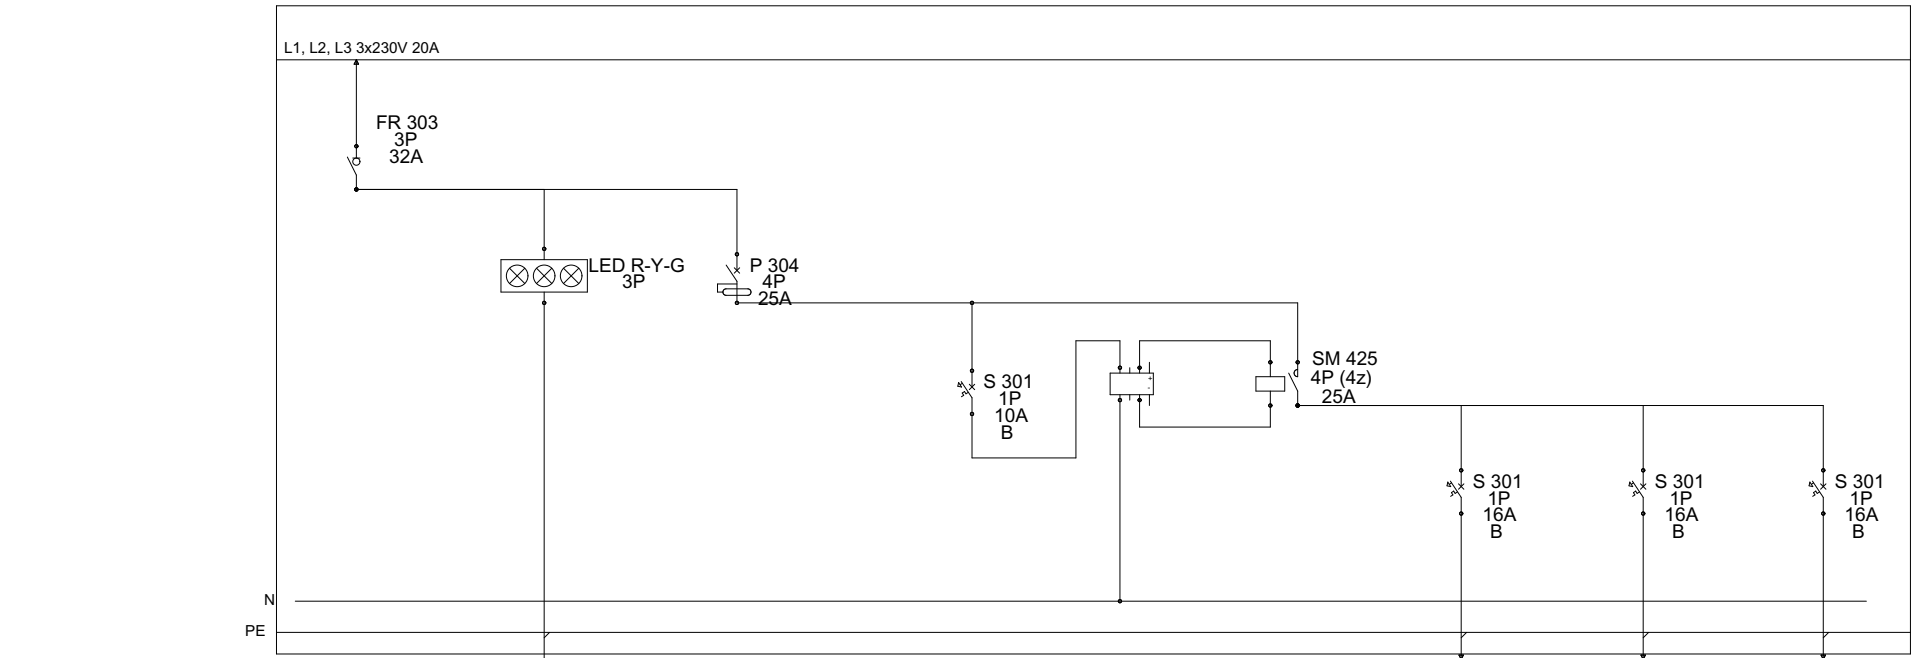 L1, L2, L3 3x230V 20A
FR 303
3P
32A
LED R-Y-G
3P
P 304
4P
25A
S 301
1P
10A
B
+
-
SM 425
4P (4z)
25A
S 301
1P
16A
B
S 301
1P
16A
B
S 301
1P
16A
B
N
PE